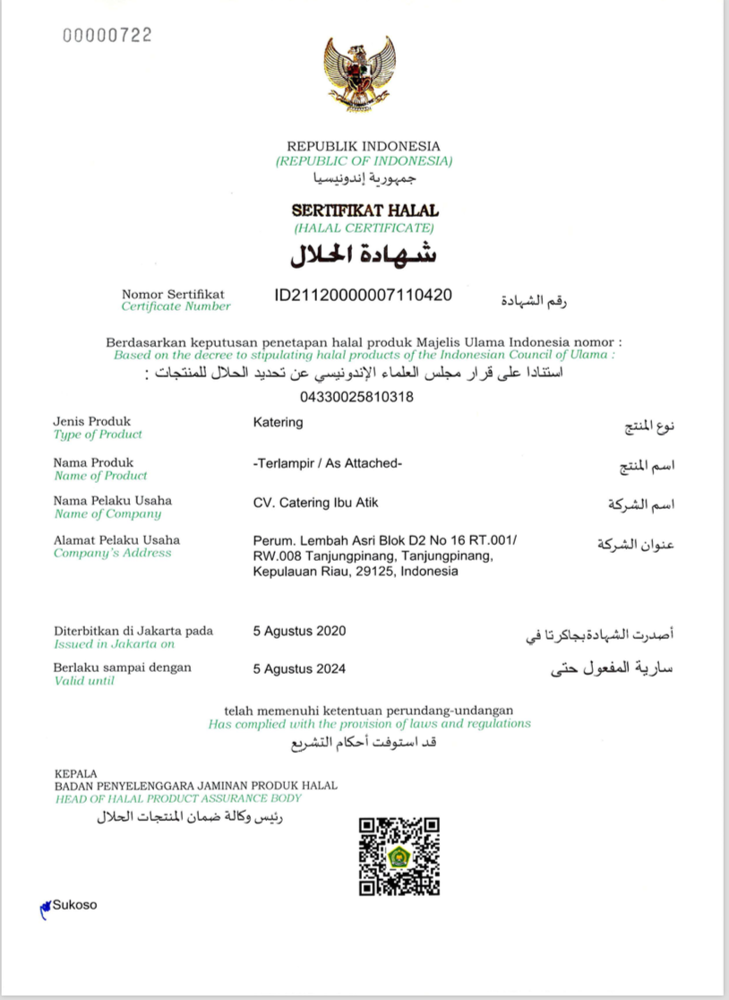 00000722
REPUBLIK INDONESIA
(REPUBLIC OF INDONESIA)
جمهورية إندونيسيا
SERTIFIKAT HALAL
(HALAL CERTIFICATE)
شهادة الحلال
Nomor Sertifikat ID21120000007110420 رقم الشهادة
Certificate Number
Berdasarkan keputusan penetapan halal produk Majelis Ulama Indonesia nomor :
Based on the decree to stipulating halal products of the Indonesian Council of Ulama :
استنادا على قرار مجلس العلماء الإندونيسي عن تحديد الحلال للمنتجات :
04330025810318
Jenis Produk Katering نوع المنتج
Type of Product
Nama Produk -Terlampir / As Attached- اسم المنتج
Name of Product
Nama Pelaku Usaha CV. Catering Ibu Atik اسم الشركة
Name of Company
Alamat Pelaku Usaha Perum. Lembah Asri Blok D2 No 16 RT.001/ عنوان الشركة
Company's Address RW.008 Tanjungpinang, Tanjungpinang,
Kepulauan Riau, 29125, Indonesia
Diterbitkan di Jakarta pada 5 Agustus 2020 أصدرت الشهادة بجاكرتا في
Issued in Jakarta on
Berlaku sampai dengan 5 Agustus 2024 سارية المفعول حتى
Valid until
telah memenuhi ketentuan perundang-undangan
Has complied with the provision of laws and regulations
قد استوفت أحكام التشريع
KEPALA
BADAN PENYELENGGARA JAMINAN PRODUK HALAL
HEAD OF HALAL PRODUCT ASSURANCE BODY
رئيس وكالة ضمان المنتجات الحلال
Sukoso